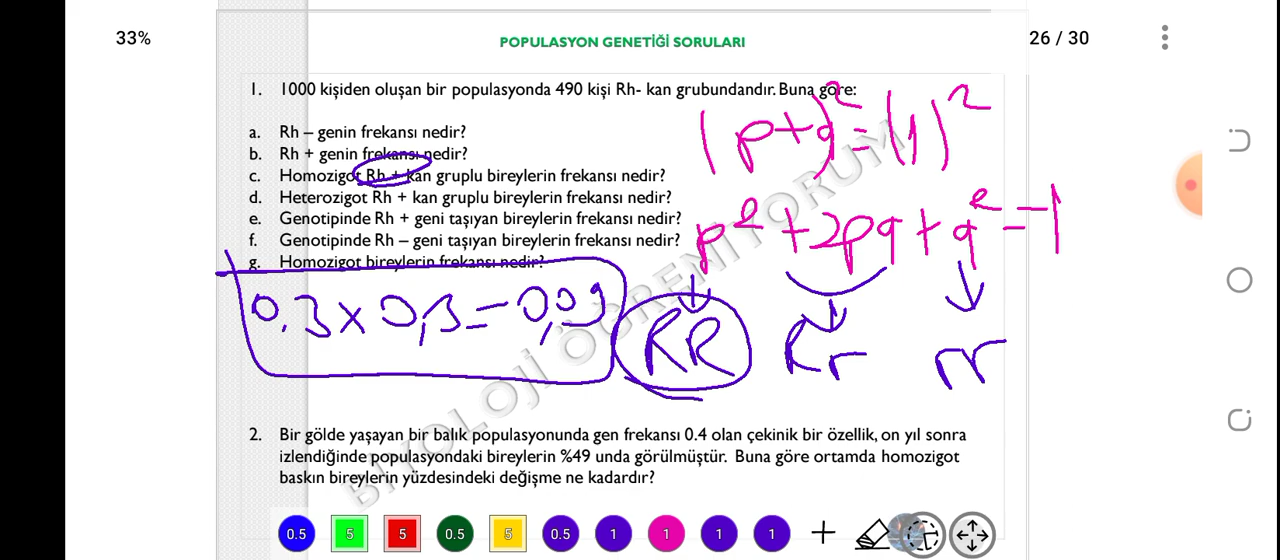 33%
POPULASYON GENETİĞİ SORULARI
26 / 30
1. 1000 kişiden oluşan bir populasyonda 490 kişi Rh- kan grubundandır. Buna göre:
a. Rh – genin frekansı nedir?
b. Rh + genin frekansı nedir?
c. Homozigot Rh + kan gruplu bireylerin frekansı nedir?
d. Heterozigot Rh + kan gruplu bireylerin frekansı nedir?
e. Genotipinde Rh + geni taşıyan bireylerin frekansı nedir?
f. Genotipinde Rh – geni taşıyan bireylerin frekansı nedir?
g. Homozigot bireylerin frekansı nedir?
(p+q)²=(1)²
p²+2pq+q²=1
RR Rr rr
0,3x0,3=0,09
BİYOLOJİ ÖĞRENİYORUM
2. Bir gölde yaşayan bir balık populasyonunda gen frekansı 0.4 olan çekinik bir özellik, on yıl sonra
izlendiğinde populasyondaki bireylerin %49 unda görülmüştür. Buna göre ortamda homozigot
baskın bireylerin yüzdesindeki değişme ne kadardır?
0.5 5 5 0.5 5 0.5 1 1 1 1